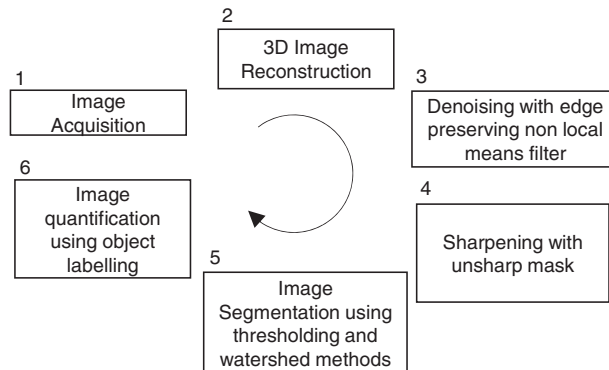 1
Image
Acquisition
2
3D Image
Reconstruction
3
Denoising with edge
preserving non local
means filter
4
Sharpening with
unsharp mask
5
Image
Segmentation using
thresholding and
watershed methods
6
Image
quantification
using object
labelling